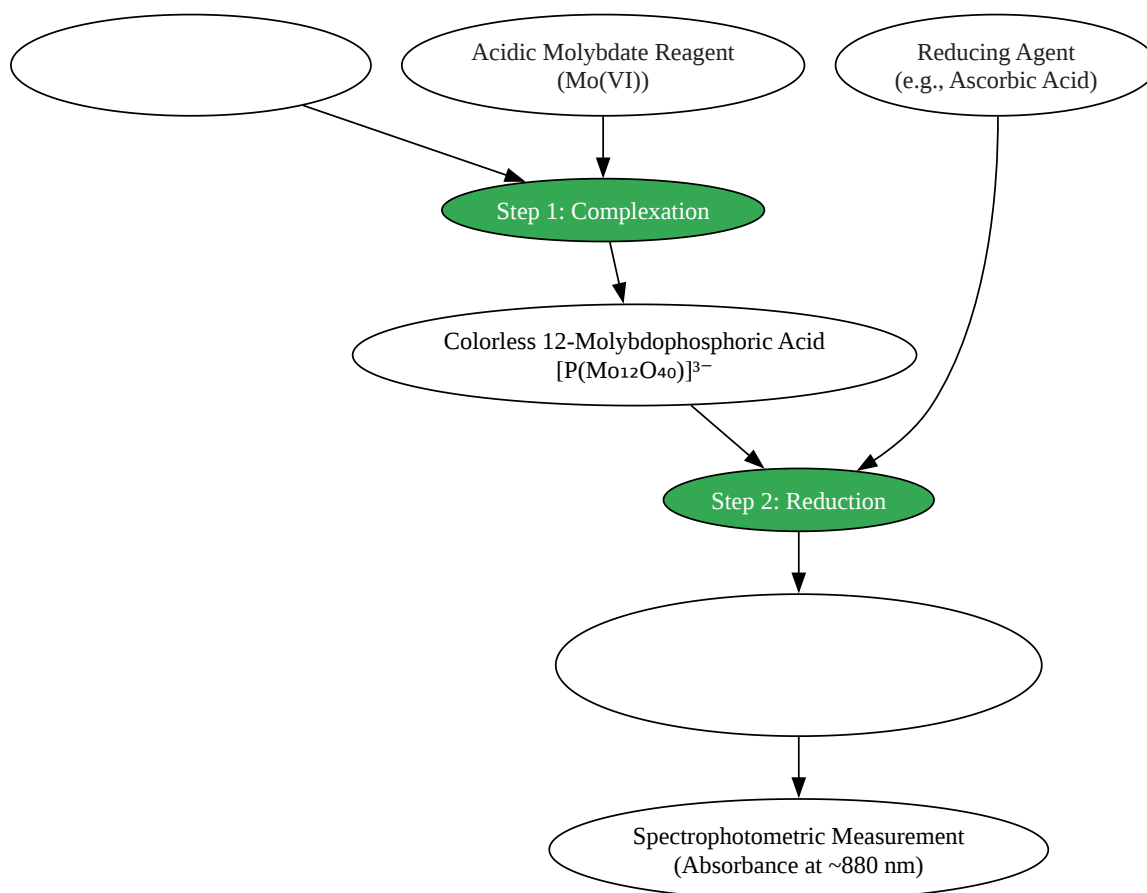 Acidic Molybdate Reagent
(Mo(VI))
Reducing Agent
(e.g., Ascorbic Acid)
Step 1: Complexation
Colorless 12-Molybdophosphoric Acid
[P(Mo₁₂O₄₀)]³⁻
Step 2: Reduction
Spectrophotometric Measurement
(Absorbance at ~880 nm)